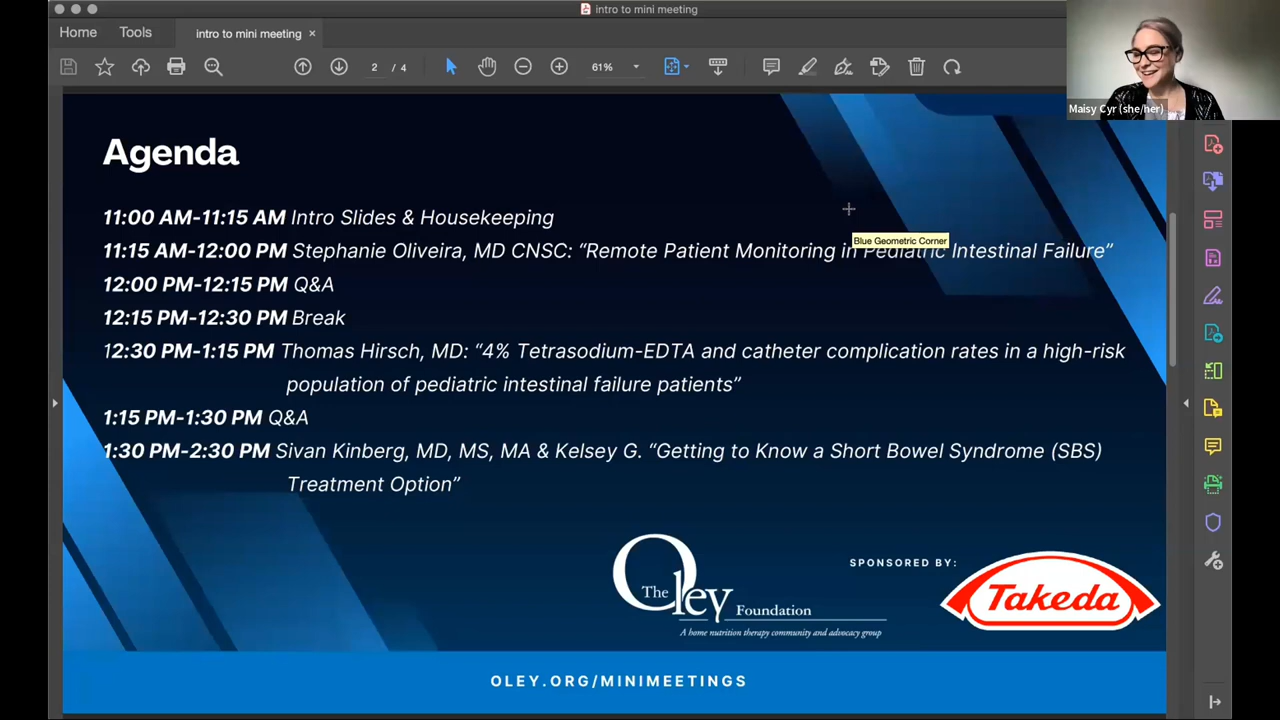 intro to mini meeting
Home
Tools
intro to mini meeting ×
2 / 4
61%
Maisy Cyr (she/her)
Agenda
11:00 AM-11:15 AM Intro Slides & Housekeeping
Blue Geometric Corner
11:15 AM-12:00 PM Stephanie Oliveira, MD CNSC: “Remote Patient Monitoring in Pediatric Intestinal Failure”
12:00 PM-12:15 PM Q&A
12:15 PM-12:30 PM Break
12:30 PM-1:15 PM Thomas Hirsch, MD: “4% Tetrasodium-EDTA and catheter complication rates in a high-risk
population of pediatric intestinal failure patients”
1:15 PM-1:30 PM Q&A
1:30 PM-2:30 PM Sivan Kinberg, MD, MS, MA & Kelsey G. “Getting to Know a Short Bowel Syndrome (SBS)
Treatment Option”
The Oley Foundation
A home nutrition therapy community and advocacy group
SPONSORED BY:
Takeda
OLEY.ORG/MINIMEETINGS